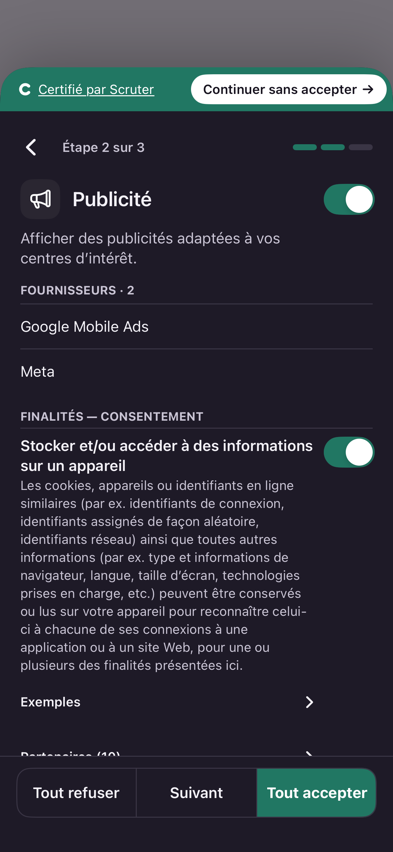 Certifié par Scruter
Continuer sans accepter →
Étape 2 sur 3
Publicité
Afficher des publicités adaptées à vos
centres d’intérêt.
FOURNISSEURS · 2
Google Mobile Ads
Meta
FINALITÉS — CONSENTEMENT
Stocker et/ou accéder à des informations
sur un appareil
Les cookies, appareils ou identifiants en ligne
similaires (par ex. identifiants de connexion,
identifiants assignés de façon aléatoire,
identifiants réseau) ainsi que toutes autres
informations (par ex. type et informations de
navigateur, langue, taille d’écran, technologies
prises en charge, etc.) peuvent être conservés
ou lus sur votre appareil pour reconnaître celui-
ci à chacune de ses connexions à une
application ou à un site Web, pour une ou
plusieurs des finalités présentées ici.
Exemples
Tout refuser
Suivant
Tout accepter